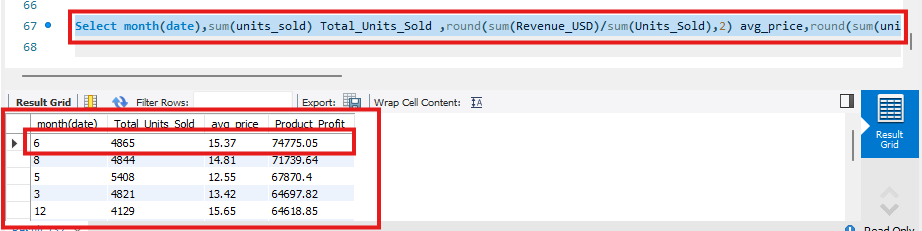 66
67 Select month(date),sum(units_sold) Total_Units_Sold ,round(sum(Revenue_USD)/sum(Units_Sold),2) avg_price,round(sum(uni
68
Result Grid Filter Rows: Export: Wrap Cell Content:
month(date) Total_Units_Sold avg_price Product_Profit
6 4865 15.37 74775.05
8 4844 14.81 71739.64
5 5408 12.55 67870.4
3 4821 13.42 64697.82
12 4129 15.65 64618.85
Result
Grid
Read Only